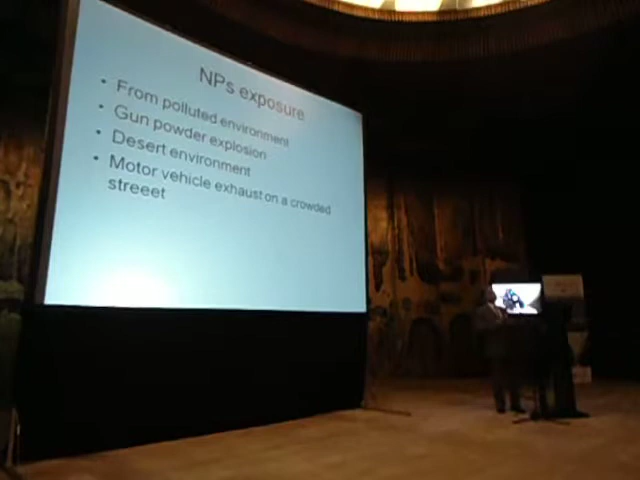 NPs exposure
• From polluted environment
• Gun powder explosion
• Desert environment
• Motor vehicle exhaust on a crowded
streeet